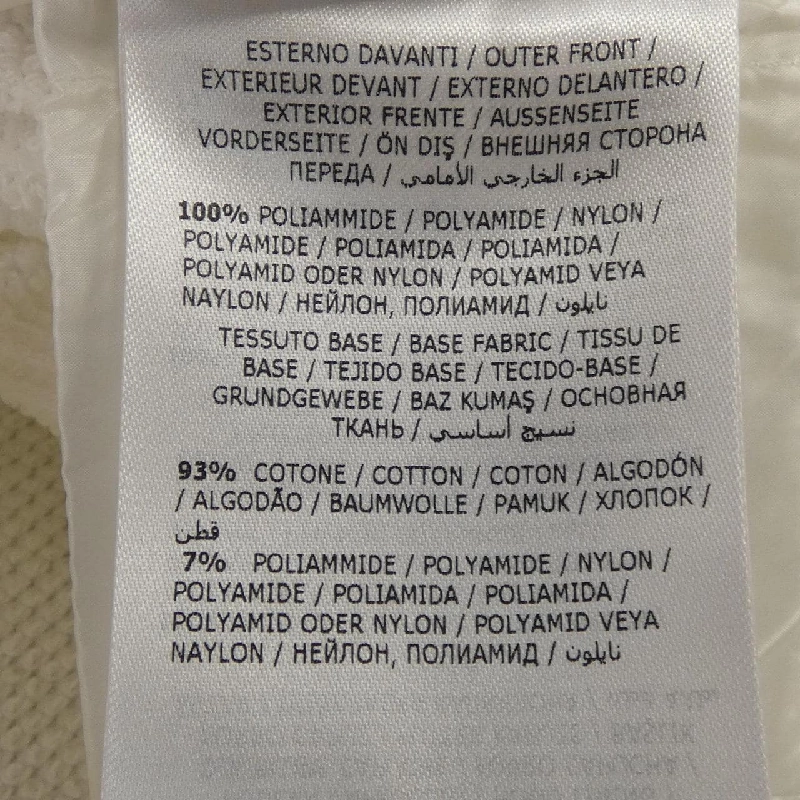 ESTERNO DAVANTI / OUTER FRONT /
EXTERIEUR DEVANT / EXTERNO DELANTERO /
EXTERIOR FRENTE / AUSSENSEITE
VORDERSEITE / ÖN DIŞ / ВНЕШНЯЯ СТОРОНА
ПЕРЕДА / الجزء الخارجي الأمامي
100% POLIAMMIDE / POLYAMIDE / NYLON /
POLYAMIDE / POLIAMIDA / POLIAMIDA /
POLYAMID ODER NYLON / POLYAMID VEYA
NAYLON / НЕЙЛОН, ПОЛИАМИД / نايلون
TESSUTO BASE / BASE FABRIC / TISSU DE
BASE / TEJIDO BASE / TECIDO-BASE /
GRUNDGEWEBE / BAZ KUMAŞ / ОСНОВНАЯ
ТКАНЬ / نسيج أساسي
93% COTONE / COTTON / COTON / ALGODÓN
/ ALGODÃO / BAUMWOLLE / PAMUK / ХЛОПОК /
قطن
7% POLIAMMIDE / POLYAMIDE / NYLON /
POLYAMIDE / POLIAMIDA / POLIAMIDA /
POLYAMID ODER NYLON / POLYAMID VEYA
NAYLON / НЕЙЛОН, ПОЛИАМИД / نايلون